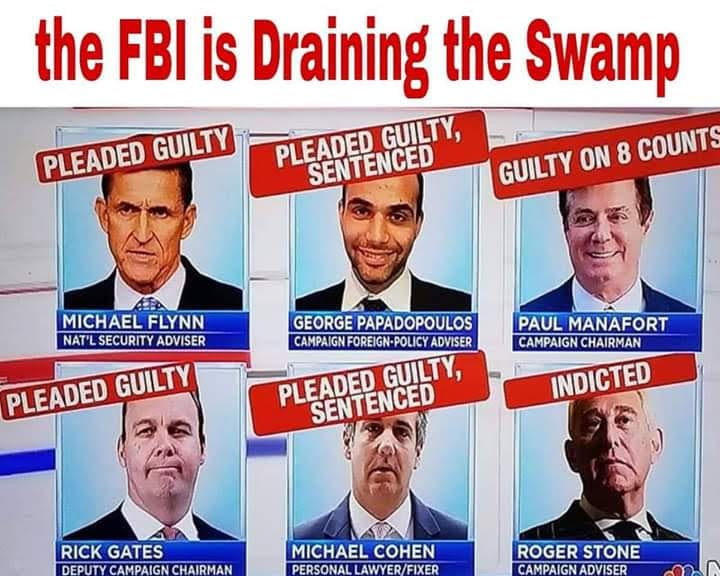 the FBI is Draining the Swamp
PLEADED GUILTY
PLEADED GUILTY,
SENTENCED
GUILTY ON 8 COUNTS
MICHAEL FLYNN
NAT'L SECURITY ADVISER
GEORGE PAPADOPOULOS
CAMPAIGN FOREIGN-POLICY ADVISER
PAUL MANAFORT
CAMPAIGN CHAIRMAN
PLEADED GUILTY
PLEADED GUILTY,
SENTENCED
INDICTED
RICK GATES
DEPUTY CAMPAIGN CHAIRMAN
MICHAEL COHEN
PERSONAL LAWYER/FIXER
ROGER STONE
CAMPAIGN ADVISER